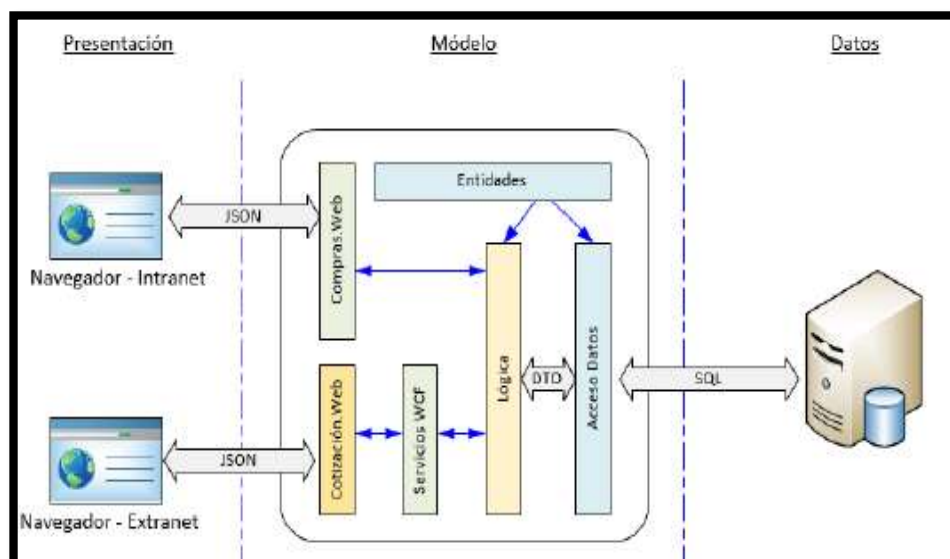 Presentación
Módelo
Datos
Entidades
JSON
Compras.Web
Navegador - Intranet
Lógica
DTO
Acceso Datos
SQL
Cotización.Web
Servicios WCF
JSON
Navegador - Extranet